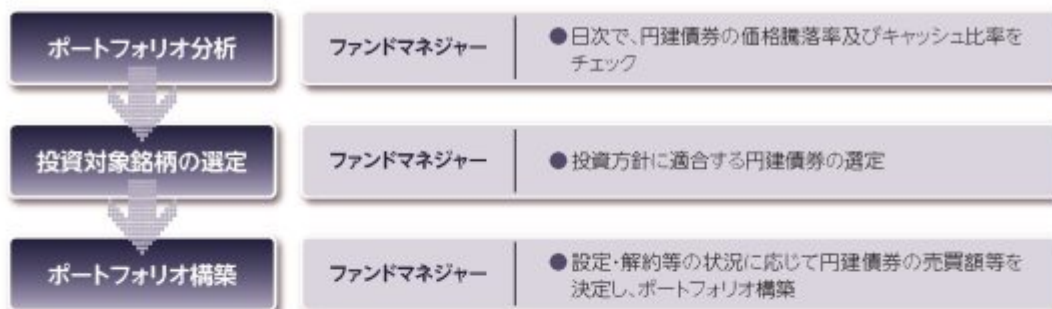 ポートフォリオ分析
ファンドマネジャー
●日次で、円建債券の価格騰落率及びキャッシュ比率を
チェック
投資対象銘柄の選定
ファンドマネジャー
●投資方針に適合する円建債券の選定
ポートフォリオ構築
ファンドマネジャー
●設定・解約等の状況に応じて円建債券の売買額等を
決定し、ポートフォリオ構築